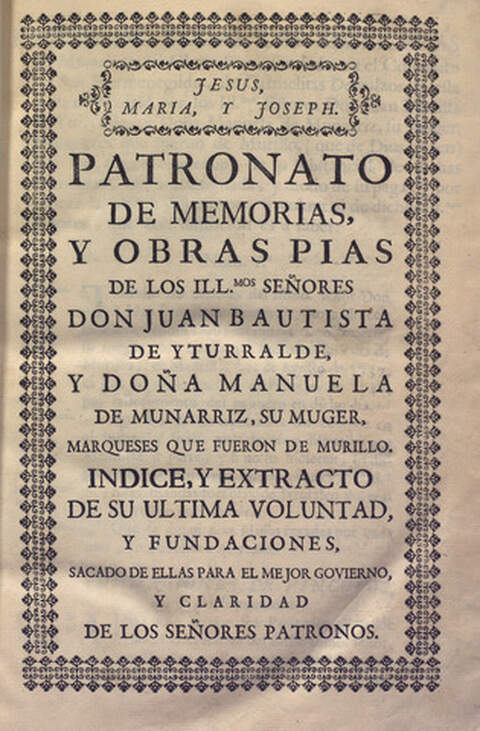 JESUS,
MARIA, Y JOSEPH.
PATRONATO
DE MEMORIAS,
Y OBRAS PIAS
DE LOS ILL.MOS SEÑORES
DON JUAN BAUTISTA
DE YTURRALDE,
Y DOÑA MANUELA
DE MUNARRIZ, SU MUGER,
MARQUESES QUE FUERON DE MURILLO.
INDICE, Y EXTRACTO
DE SU ULTIMA VOLUNTAD,
Y FUNDACIONES,
SACADO DE ELLAS PARA EL MEJOR GOVIERNO,
Y CLARIDAD
DE LOS SEÑORES PATRONOS.